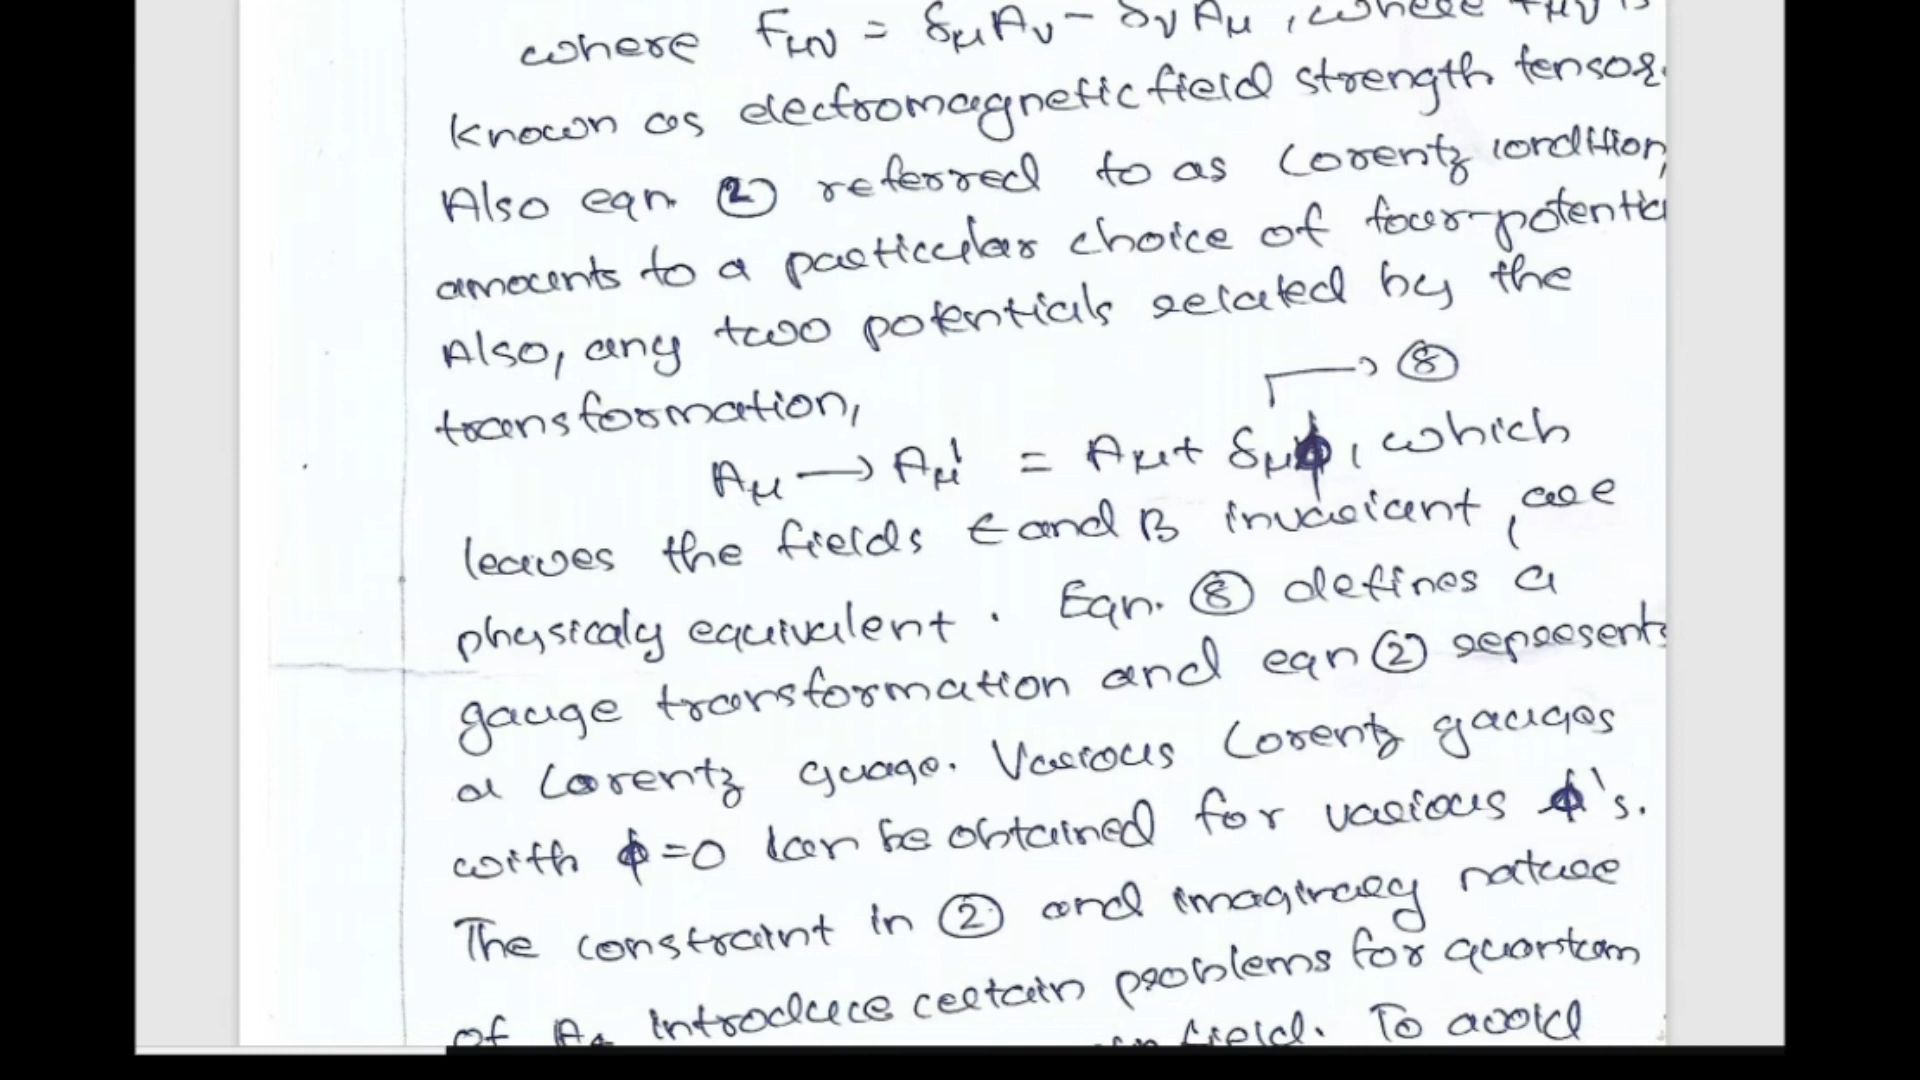 where Fμν = δμAν - δνAμ, where Fμν is
known as electromagnetic field strength tensor.
Also eqn. ② referred to as Lorentz condition,
amounts to a particular choice of four-potentia
Also, any two potentials related by the
→ ⑧
transformation,
Aμ → Aμ' = Aμ + δμϕ, which
leaves the fields E and B invariant, are
physicaly equivalent. Eqn. ⑧ defines a
gauge transformation and eqn ② represents
a Lorentz guage. Various Lorentz gauges
with ϕ=0 can be obtained for various ϕ's.
The constraint in ② and imaginary nature
of A₄ introduce certain problems for quantum
field. To avoid